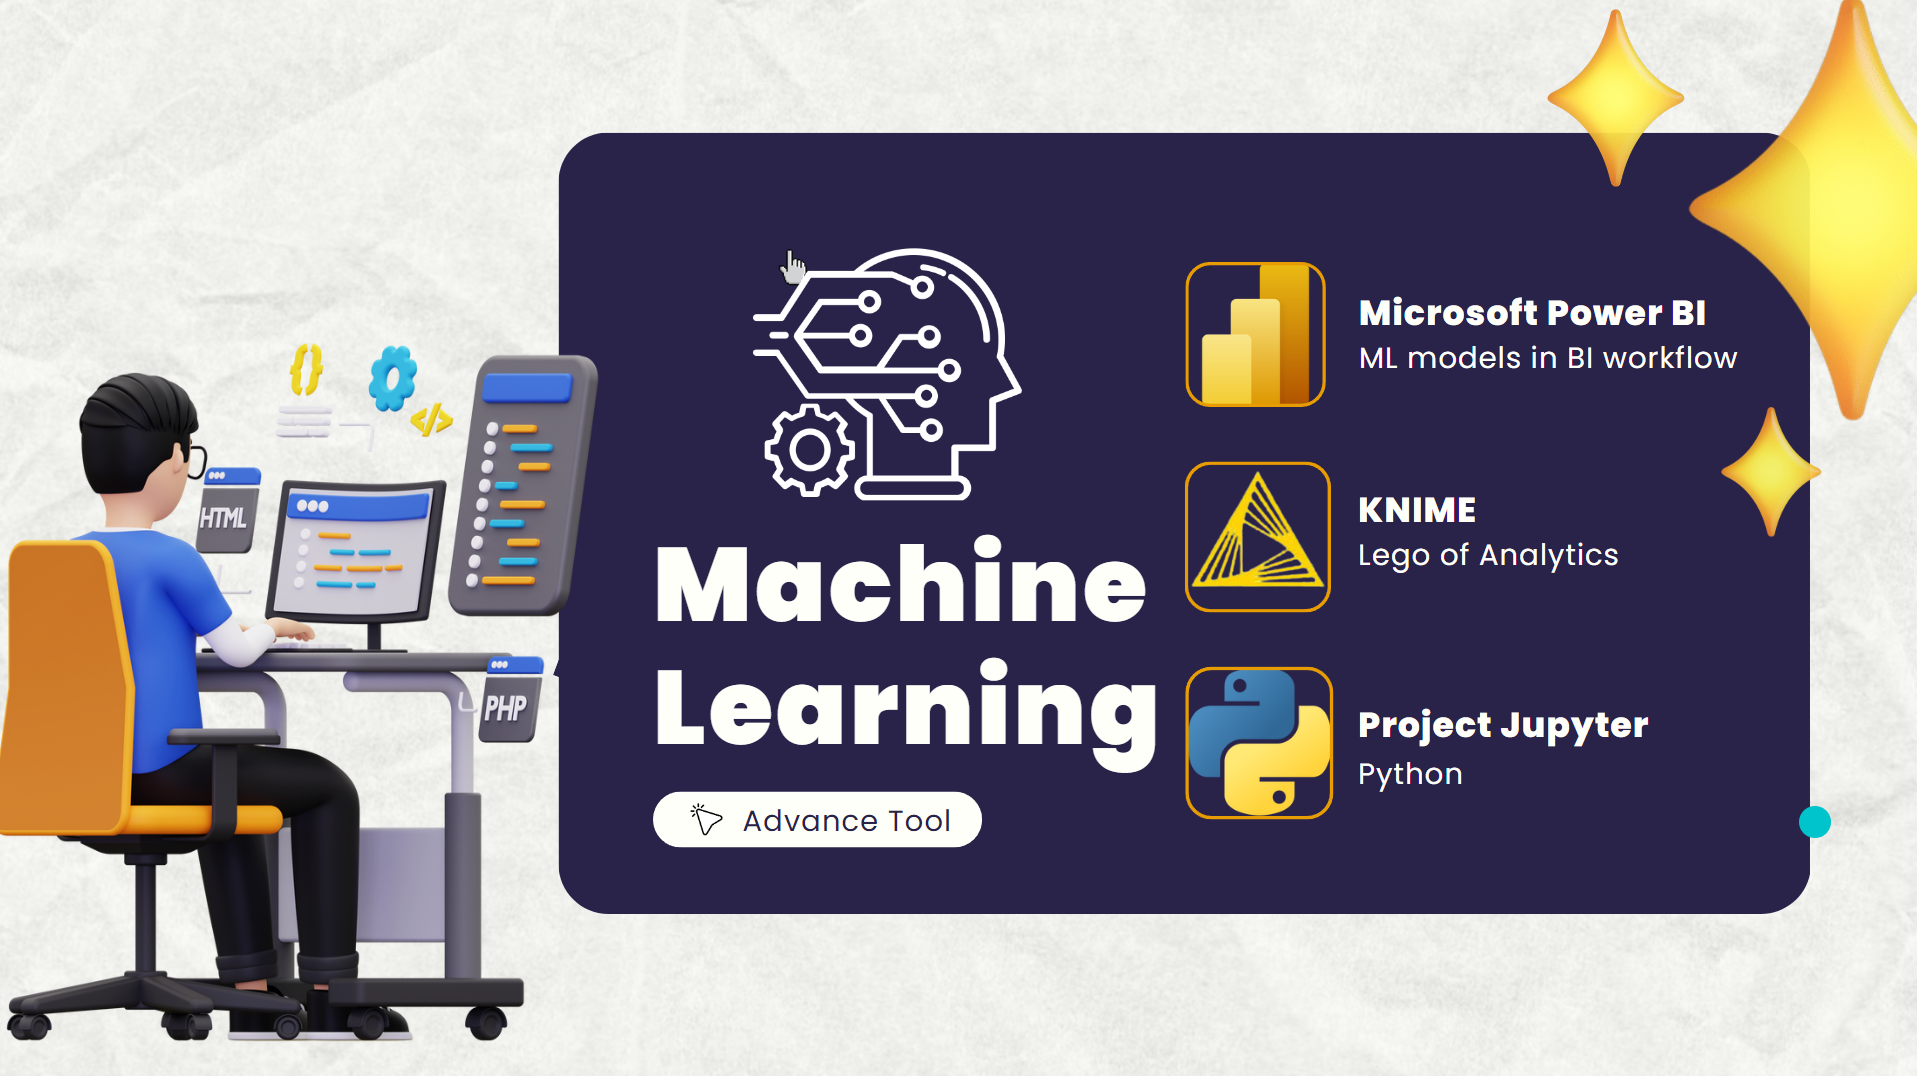 {}
</>
HTML
PHP
Machine
Learning
Advance Tool
Microsoft Power BI
ML models in BI workflow
KNIME
Lego of Analytics
Project Jupyter
Python